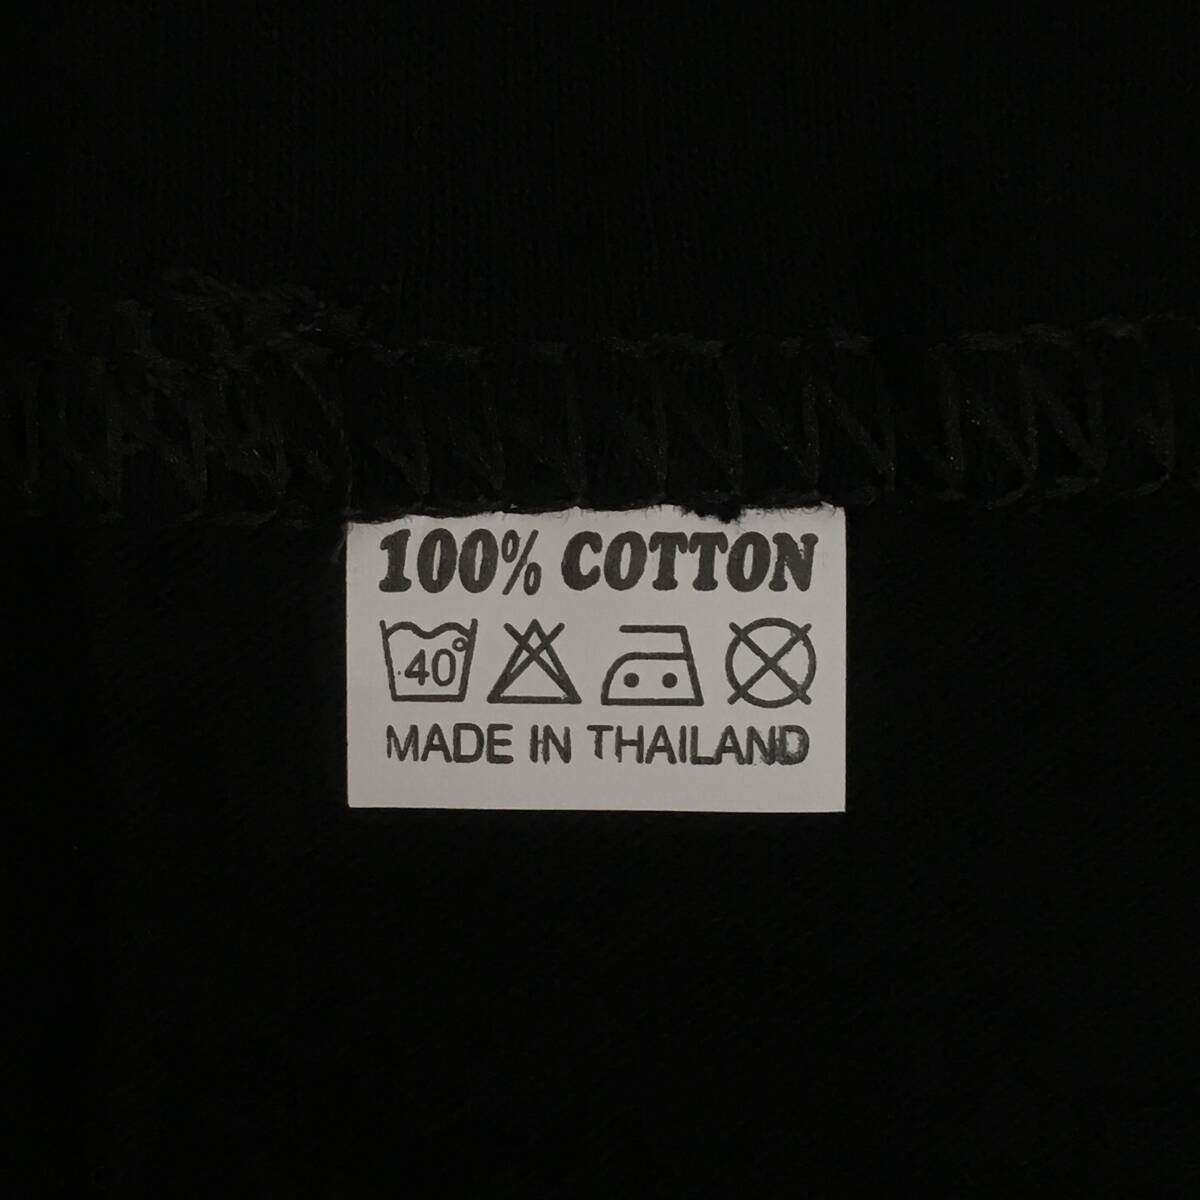 100% COTTON
40°
MADE IN THAILAND